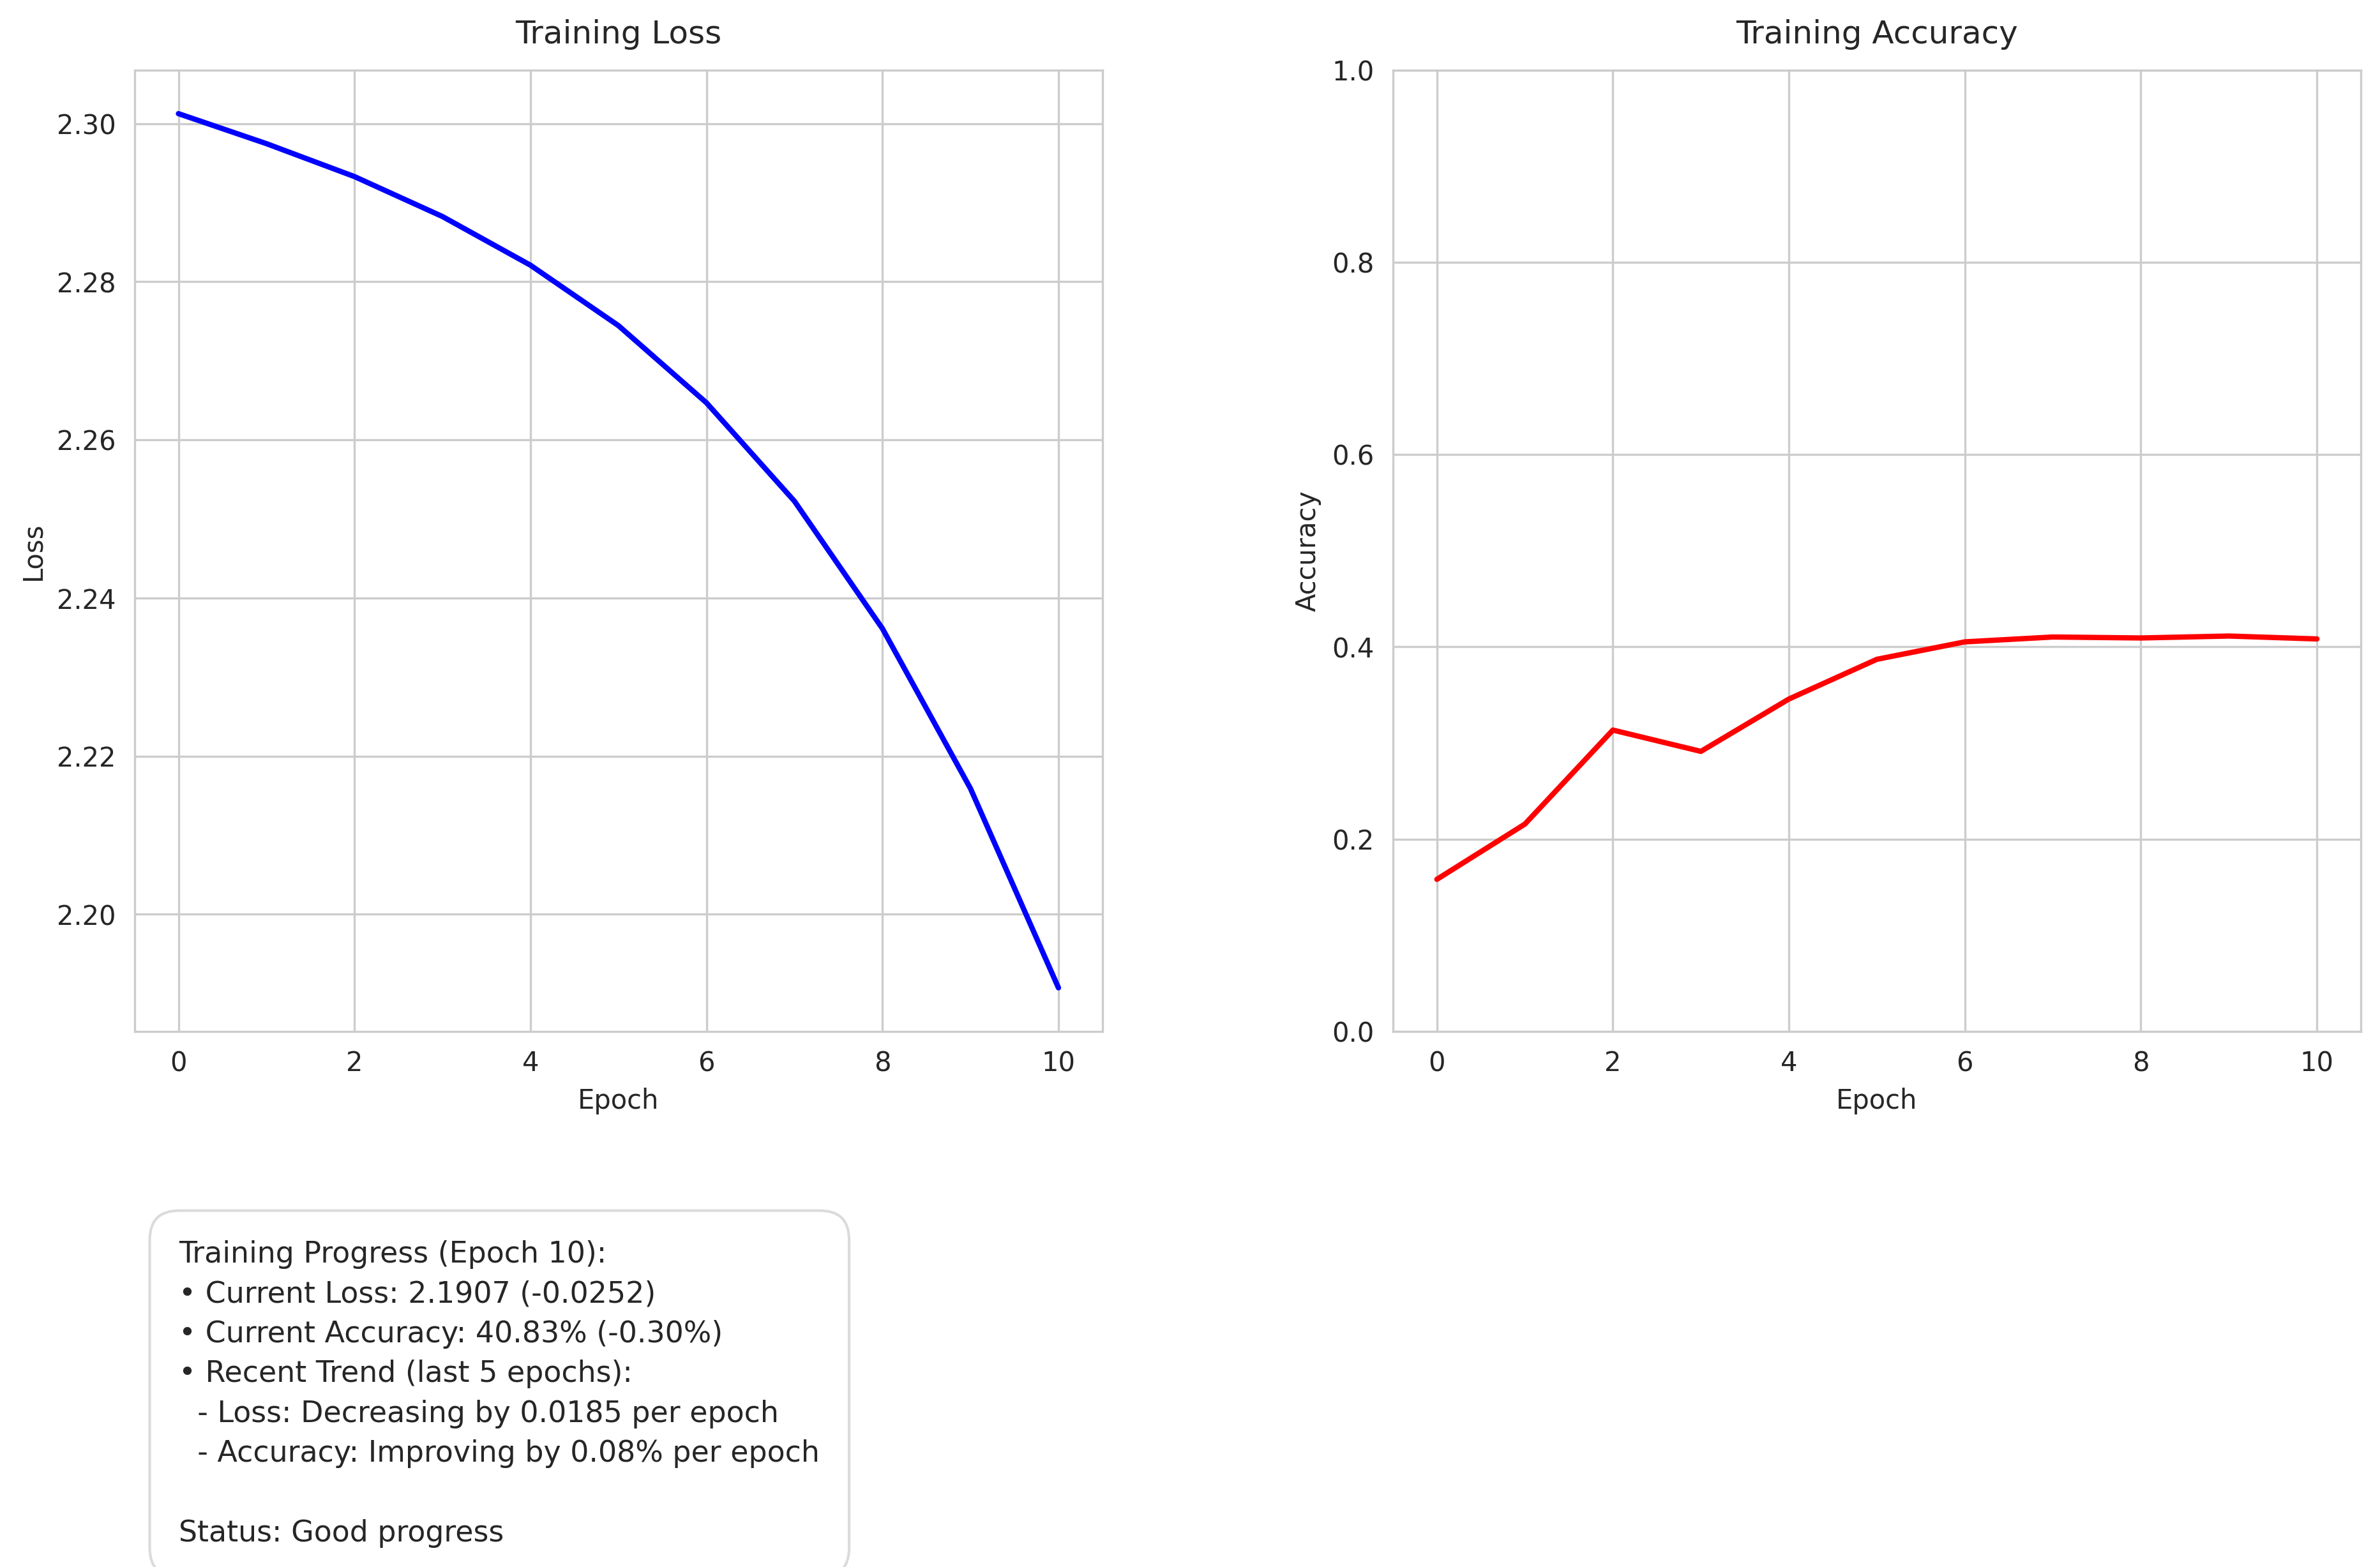 Training Loss
2.30
2.28
2.26
2.24
2.22
2.20
Loss
0 2 4 6 8 10
Epoch
Training Accuracy
1.0
0.8
0.6
0.4
0.2
0.0
Accuracy
0 2 4 6 8 10
Epoch
Training Progress (Epoch 10):
• Current Loss: 2.1907 (-0.0252)
• Current Accuracy: 40.83% (-0.30%)
• Recent Trend (last 5 epochs):
- Loss: Decreasing by 0.0185 per epoch
- Accuracy: Improving by 0.08% per epoch
Status: Good progress